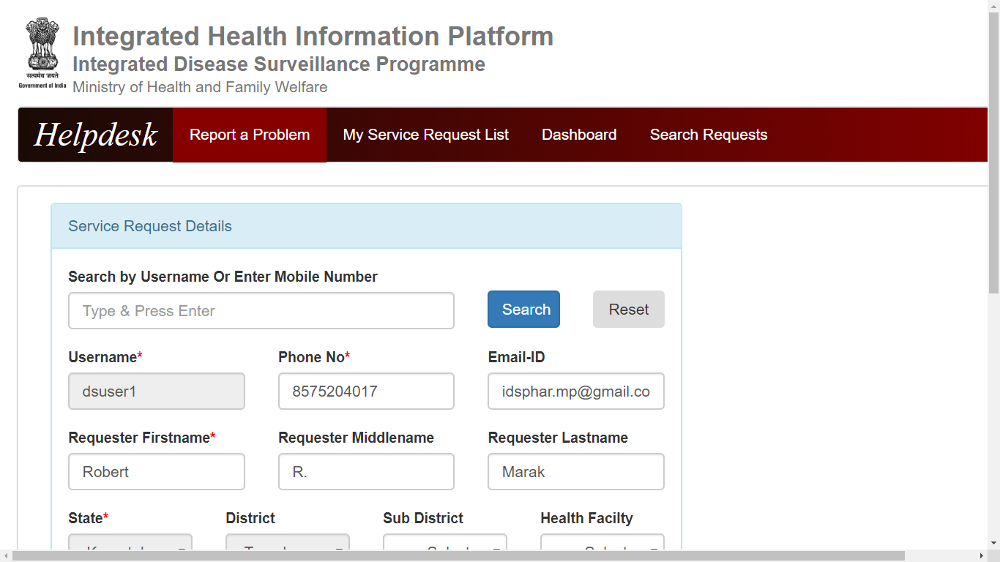 Integrated Health Information Platform
Integrated Disease Surveillance Programme
सत्यमेव जयते
Government of India
Ministry of Health and Family Welfare
Helpdesk Report a Problem My Service Request List Dashboard Search Requests
Service Request Details
Search by Username Or Enter Mobile Number
Type & Press Enter Search Reset
Username* Phone No* Email-ID
dsuser1 8575204017 idsphar.mp@gmail.co
Requester Firstname* Requester Middlename Requester Lastname
Robert R. Marak
State* District Sub District Health Facilty